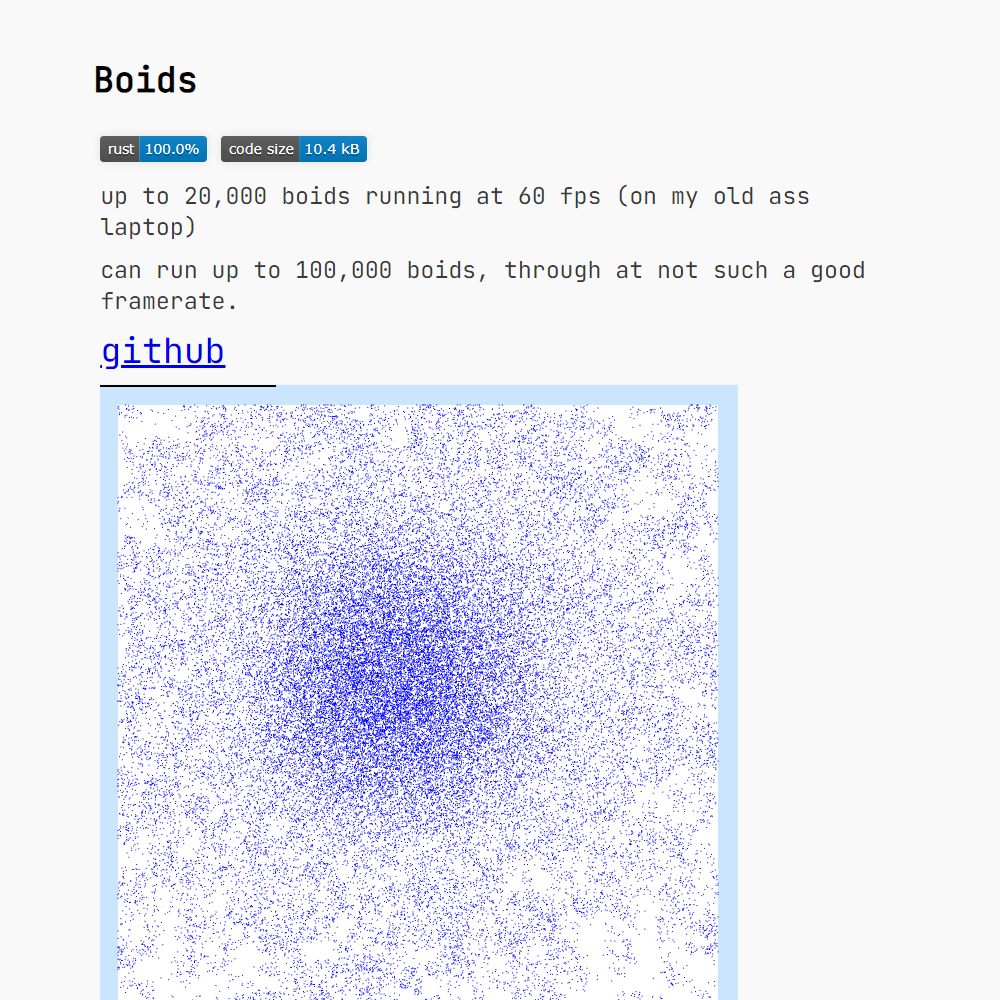 Boids
rust 100.0% code size 10.4 kB
up to 20,000 boids running at 60 fps (on my old ass
laptop)
can run up to 100,000 boids, through at not such a good
framerate.
github